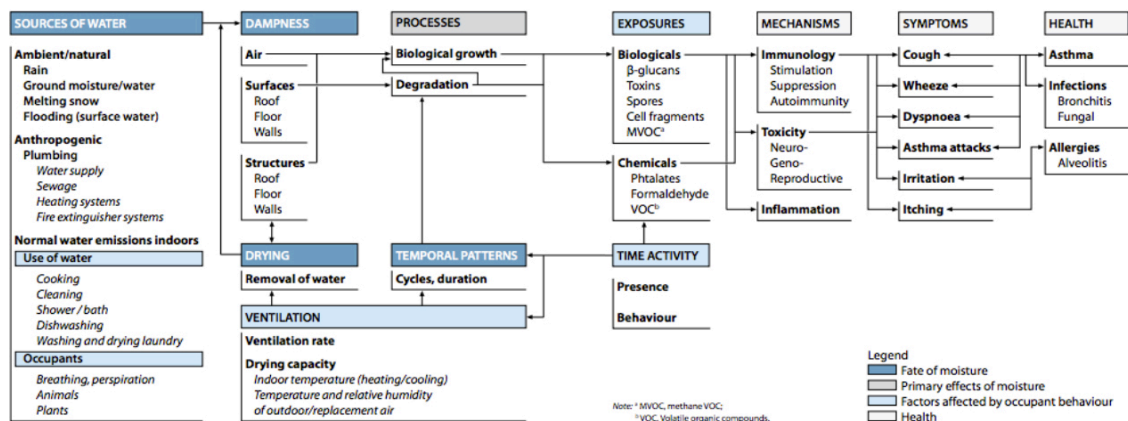 SOURCES OF WATER
Ambient/natural
Rain
Ground moisture/water
Melting snow
Flooding (surface water)
Anthropogenic
Plumbing
Water supply
Sewage
Heating systems
Fire extinguisher systems
Normal water emissions indoors
Use of water
Cooking
Cleaning
Shower / bath
Dishwashing
Washing and drying laundry
Occupants
Breathing, perspiration
Animals
Plants
DAMPNESS
Air
Surfaces
Roof
Floor
Walls
Structures
Roof
Floor
Walls
DRYING
Removal of water
VENTILATION
Ventilation rate
Drying capacity
Indoor temperature (heating/cooling)
Temperature and relative humidity
of outdoor/replacement air
PROCESSES
Biological growth
Degradation
TEMPORAL PATTERNS
Cycles, duration
EXPOSURES
Biologicals
β-glucans
Toxins
Spores
Cell fragments
MVOCª
Chemicals
Phtalates
Formaldehyde
VOCᵇ
TIME ACTIVITY
Presence
Behaviour
MECHANISMS
Immunology
Stimulation
Suppression
Autoimmunity
Toxicity
Neuro-
Geno-
Reproductive
Inflammation
SYMPTOMS
Cough
Wheeze
Dyspnoea
Asthma attacks
Irritation
Itching
HEALTH
Asthma
Infections
Bronchitis
Fungal
Allergies
Alveolitis
Note: ª MVOC, methane VOC;
ᵇ VOC, Volatile organic compounds.
Legend
Fate of moisture
Primary effects of moisture
Factors affected by occupant behaviour
Health